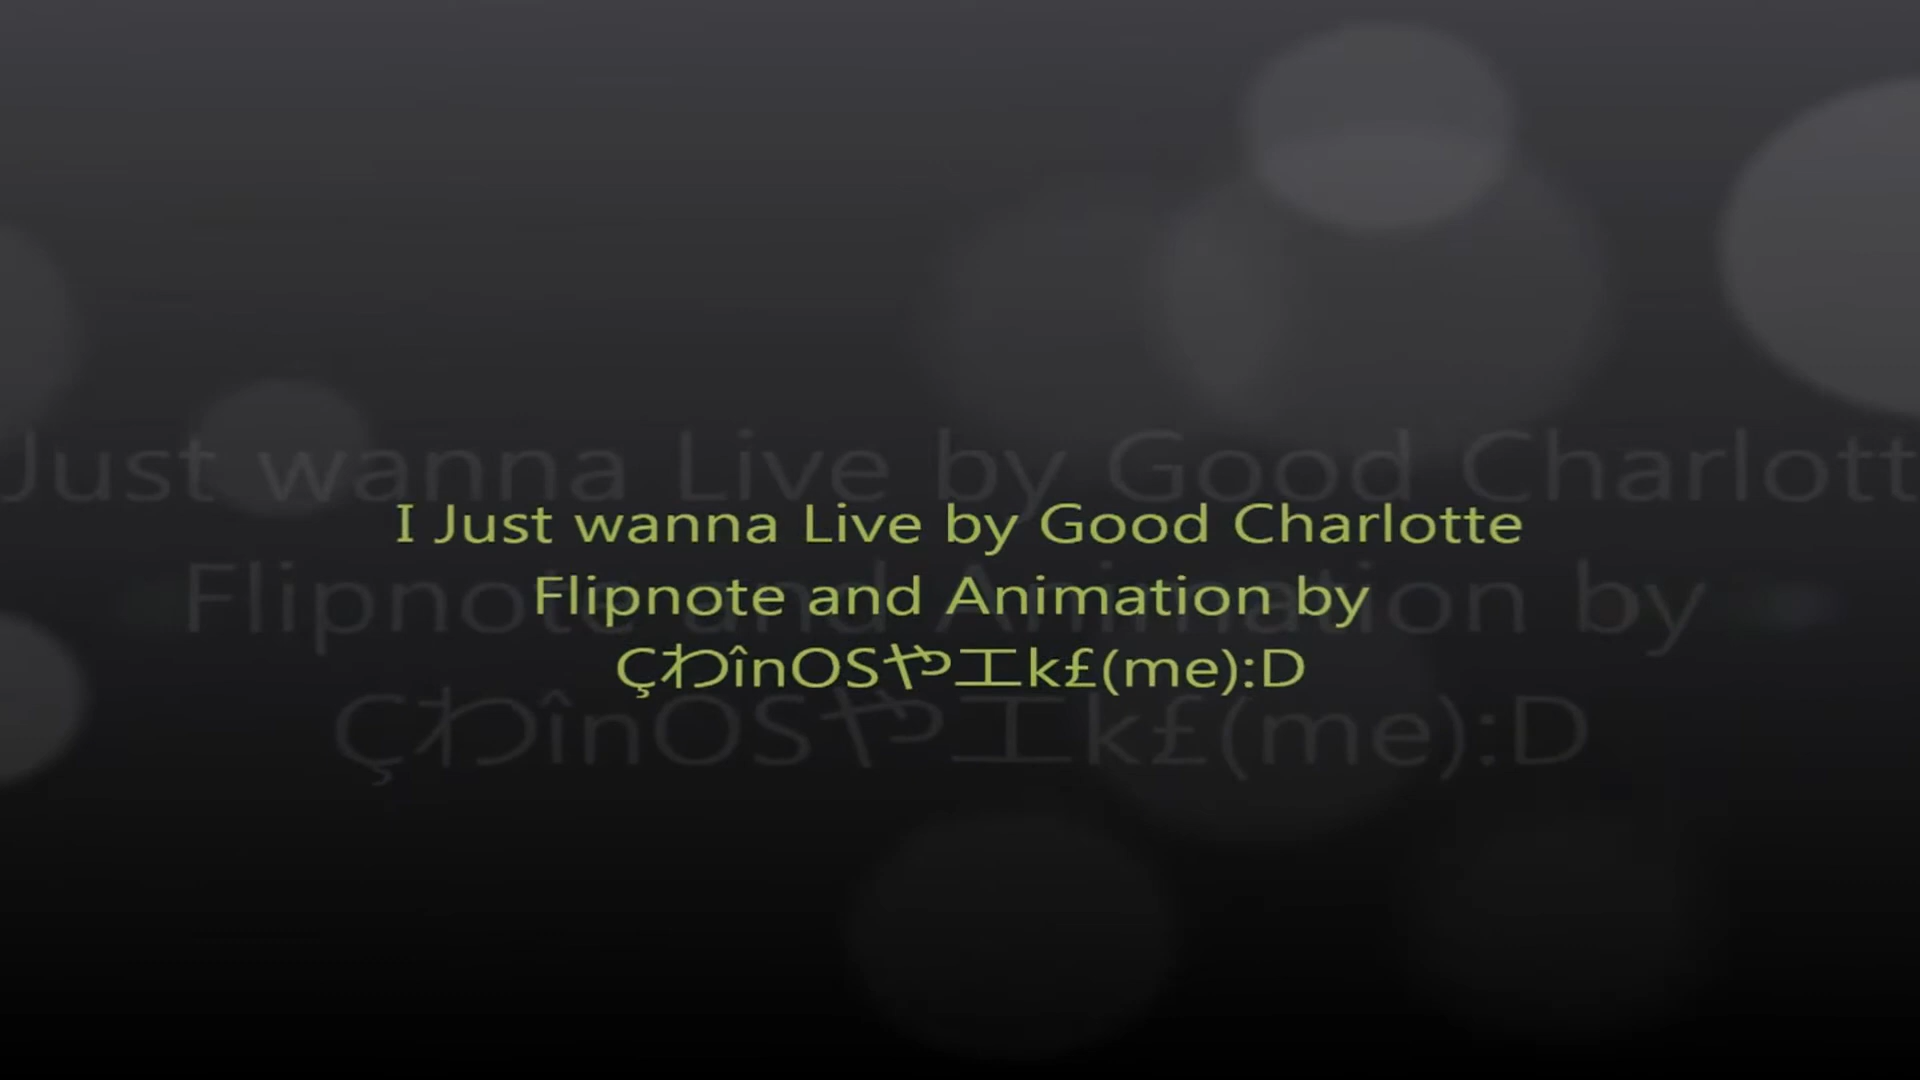 I Just wanna Live by Good Charlotte
Flipnote and Animation by
ÇわînOSやエk£(me):D